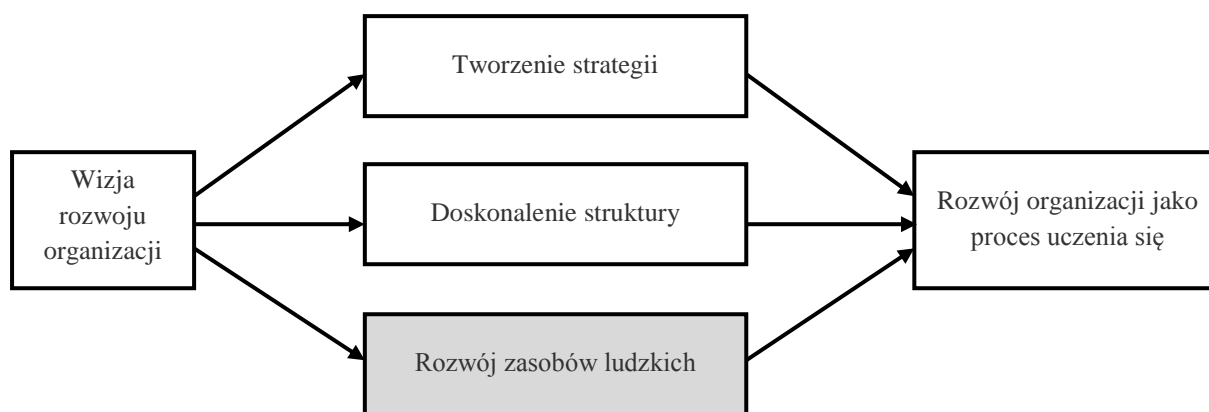 Tworzenie strategii
Wizja
rozwoju
organizacji
Doskonalenie struktury
Rozwój organizacji jako
proces uczenia się
Rozwój zasobów ludzkich